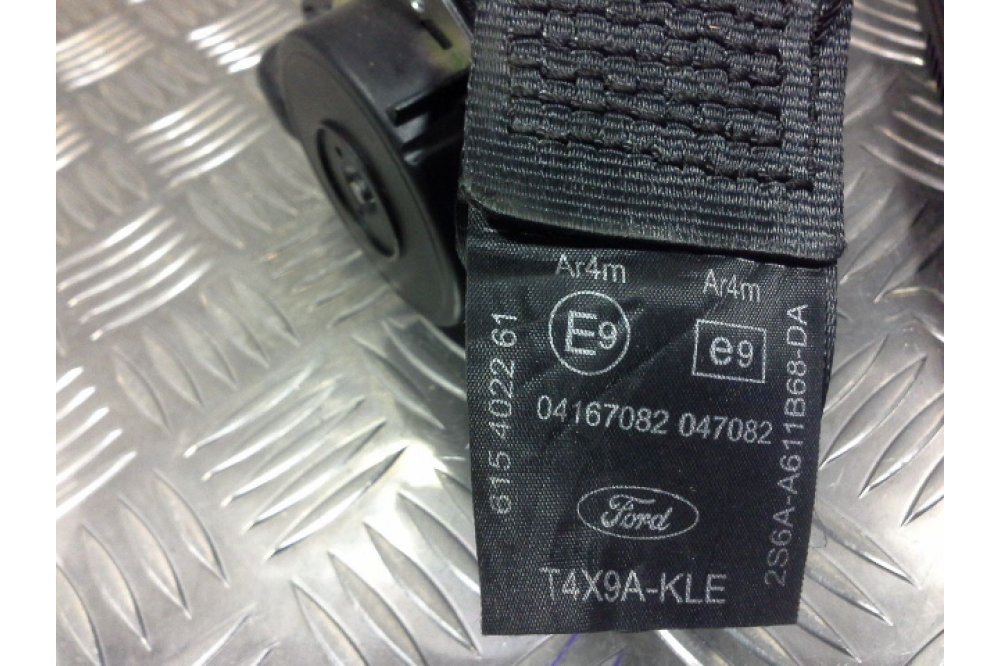 Ar4m
Ar4m
E9
e9
04167082 047082
Ford
T4X9A-KLE
615 4022 61
2S6A-A611B68-DA